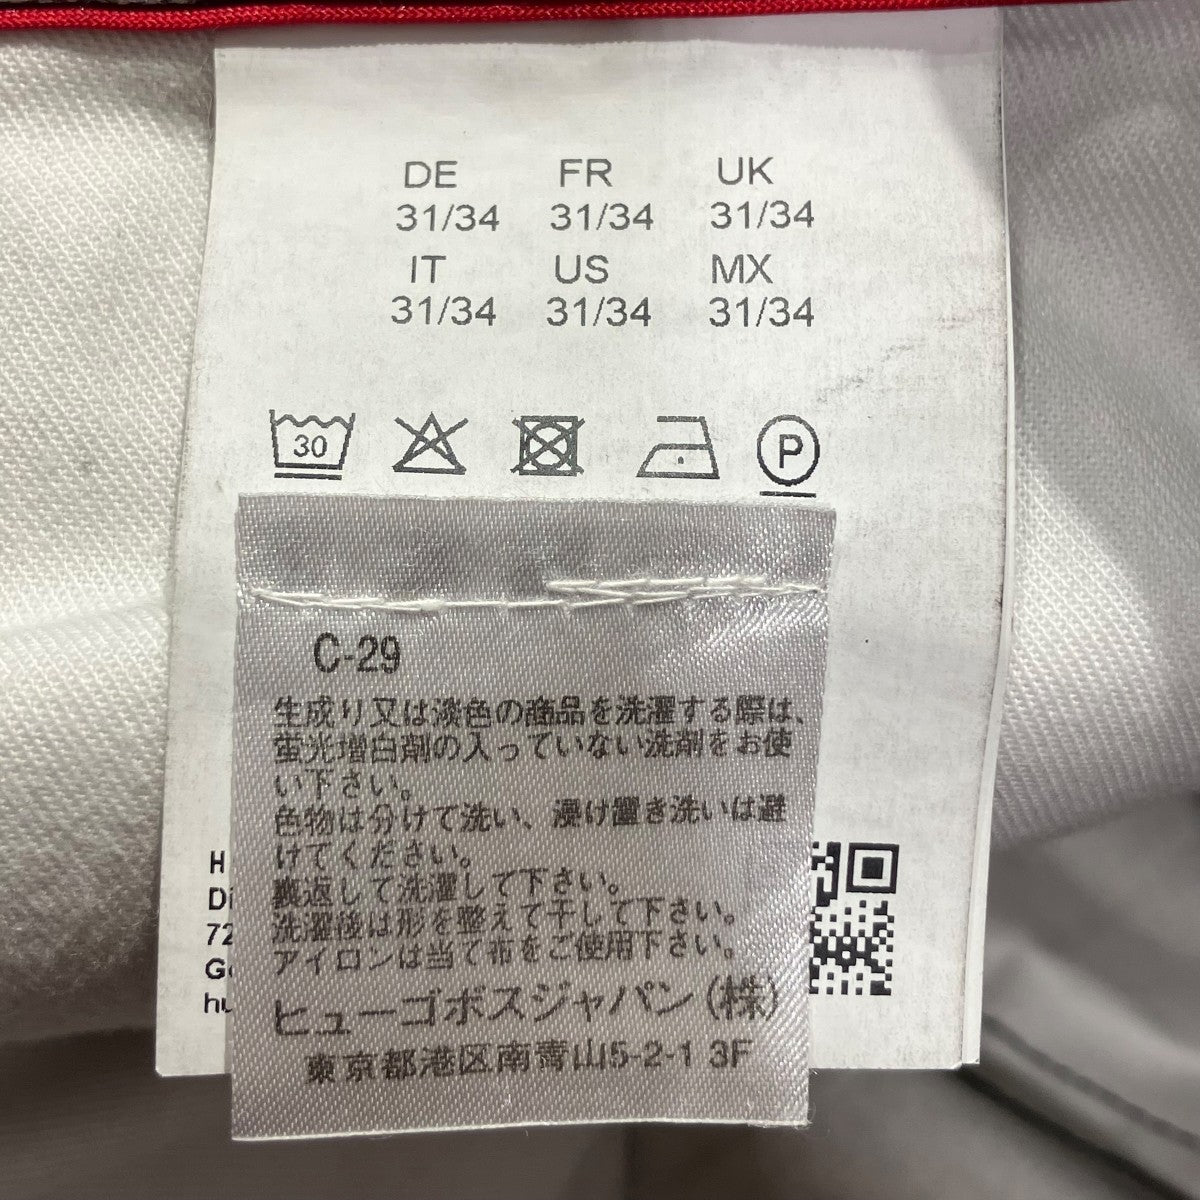 DE FR UK
31/34 31/34 31/34
IT US MX
31/34 31/34 31/34
30 P
C-29
生成り又は淡色の商品を洗濯する際は、
蛍光増白剤の入っていない洗剤をお使
い下さい。
色物は分けて洗い、浸け置き洗いは避
けてください。
裏返して洗濯して下さい。
洗濯後は形を整えて干して下さい。
アイロンは当て布をご使用下さい。
ヒューゴボスジャパン(株)
東京都港区南青山5-2-1 3F
H
Di
72
hu